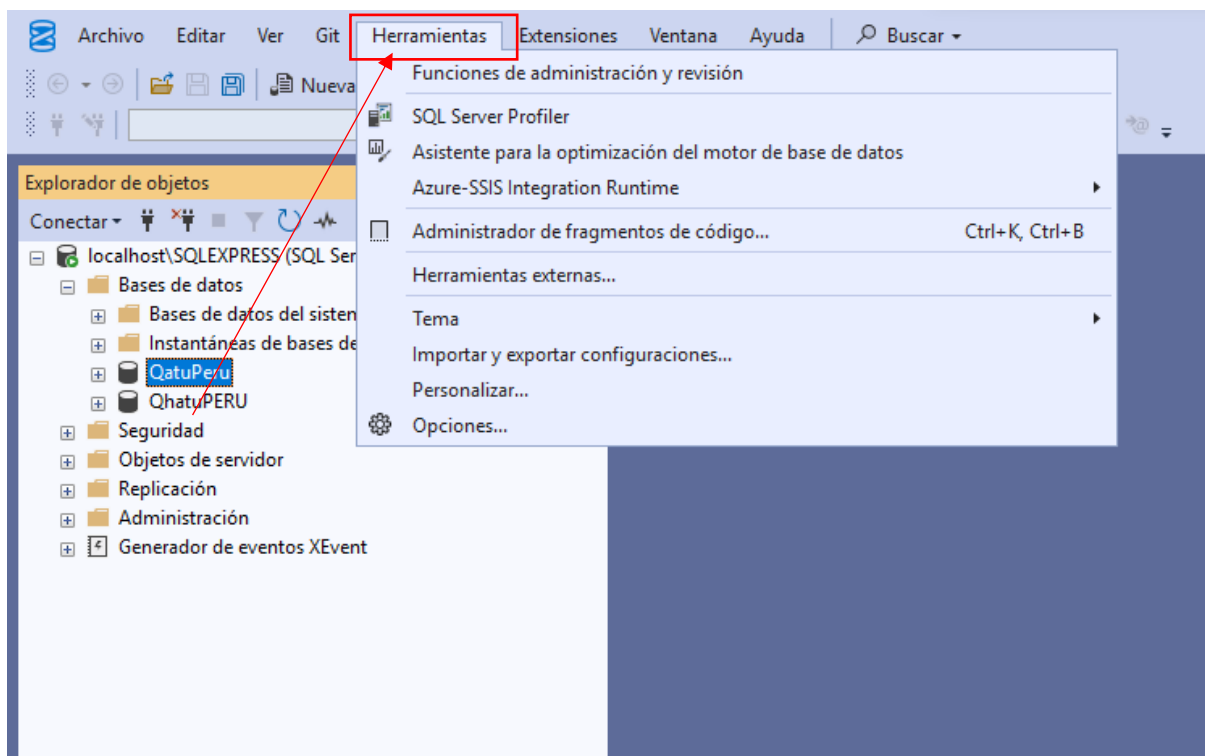 Archivo Editar Ver Git Herramientas Extensiones Ventana Ayuda Buscar
Nueva
Funciones de administración y revisión
SQL Server Profiler
Asistente para la optimización del motor de base de datos
Azure-SSIS Integration Runtime
Administrador de fragmentos de código... Ctrl+K, Ctrl+B
Herramientas externas...
Tema
Importar y exportar configuraciones...
Personalizar...
Opciones...
Explorador de objetos
Conectar
localhost\SQLEXPRESS (SQL Ser
Bases de datos
Bases de datos del sisten
Instantáneas de bases de
QatuPeru
QhatuPERU
Seguridad
Objetos de servidor
Replicación
Administración
Generador de eventos XEvent